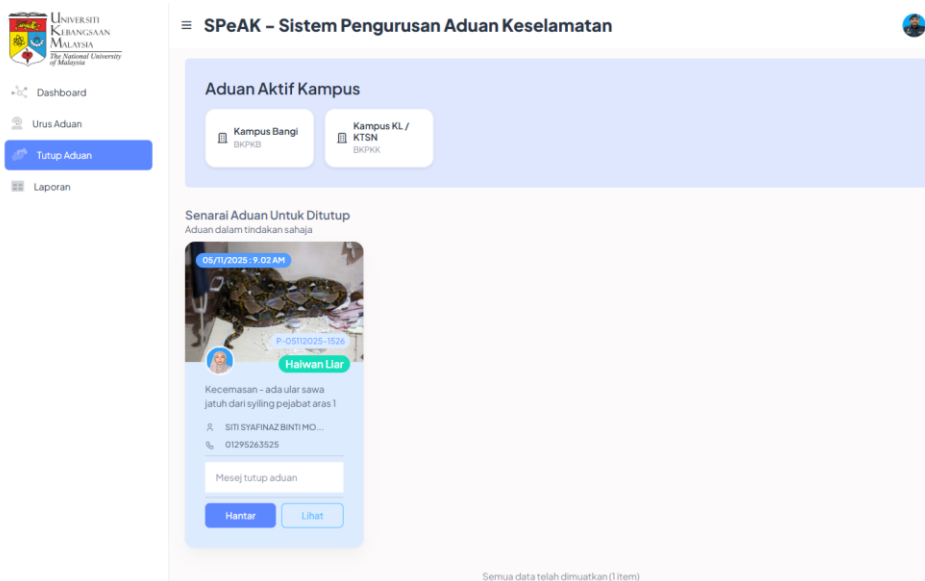 UNIVERSITI
KEBANGSAAN
MALAYSIA
The National University
of Malaysia
SPeAK – Sistem Pengurusan Aduan Keselamatan
Dashboard
Urus Aduan
Tutup Aduan
Laporan
Aduan Aktif Kampus
Kampus Bangi
BKPKB
Kampus KL /
KTSN
BKPKK
Senarai Aduan Untuk Ditutup
Aduan dalam tindakan sahaja
05/11/2025 : 9.02 AM
P-05112025-1526
Haiwan Liar
Kecemasan - ada ular sawa
jatuh dari syiling pejabat aras 1
SITI SYAFINAZ BINTI MO...
01295263525
Mesej tutup aduan
Hantar
Lihat
Semua data telah dimuatkan (1 item)